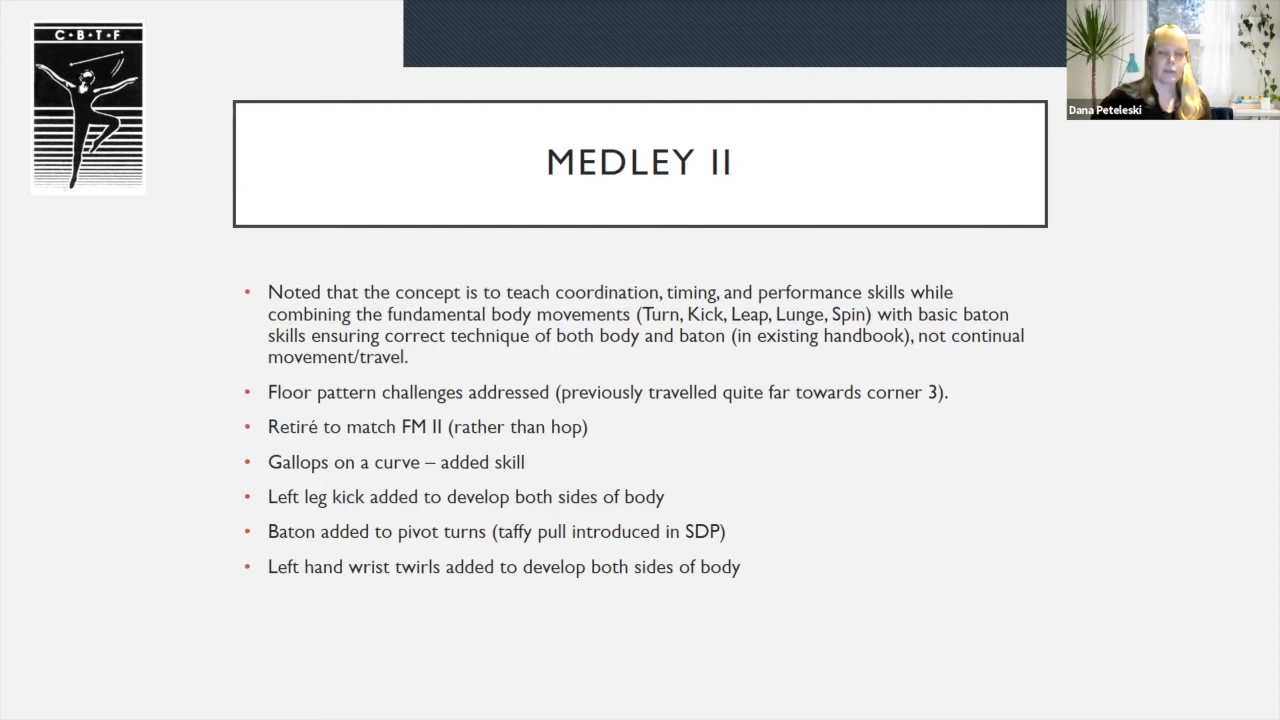 C•B•T•F
Dana Peteleski
MEDLEY II
• Noted that the concept is to teach coordination, timing, and performance skills while
combining the fundamental body movements (Turn, Kick, Leap, Lunge, Spin) with basic baton
skills ensuring correct technique of both body and baton (in existing handbook), not continual
movement/travel.
• Floor pattern challenges addressed (previously travelled quite far towards corner 3).
• Retiré to match FM II (rather than hop)
• Gallops on a curve – added skill
• Left leg kick added to develop both sides of body
• Baton added to pivot turns (taffy pull introduced in SDP)
• Left hand wrist twirls added to develop both sides of body